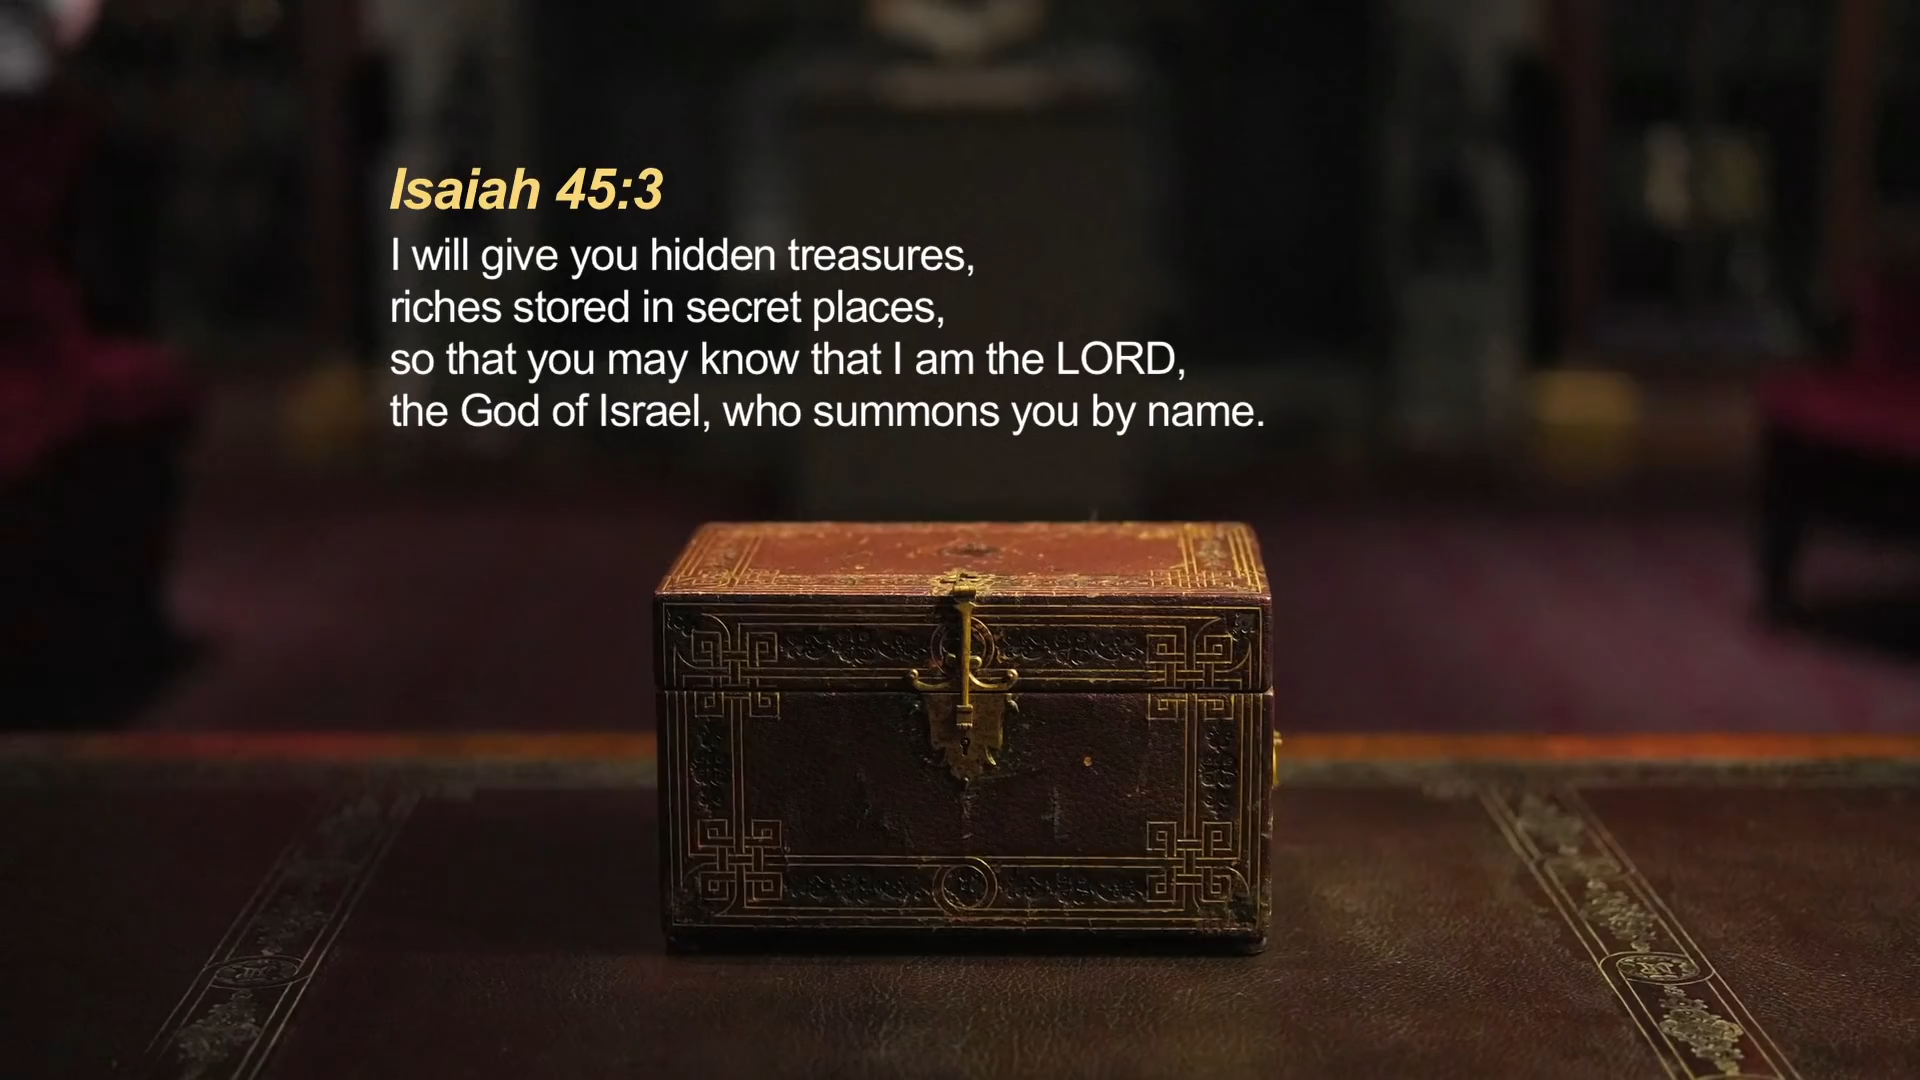 Isaiah 45:3
I will give you hidden treasures,
riches stored in secret places,
so that you may know that I am the LORD,
the God of Israel, who summons you by name.